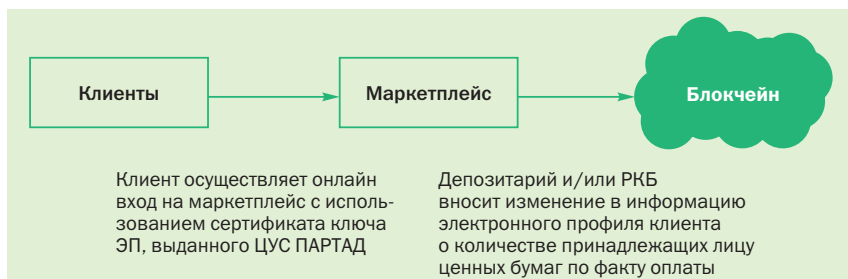 Клиенты
Маркетплейс
Блокчейн
Клиент осуществляет онлайн
вход на маркетплейс с исполь-
зованием сертификата ключа
ЭП, выданного ЦУС ПАРТАД
Депозитарий и/или РКБ
вносит изменение в информацию
электронного профиля клиента
о количестве принадлежащих лицу
ценных бумаг по факту оплаты